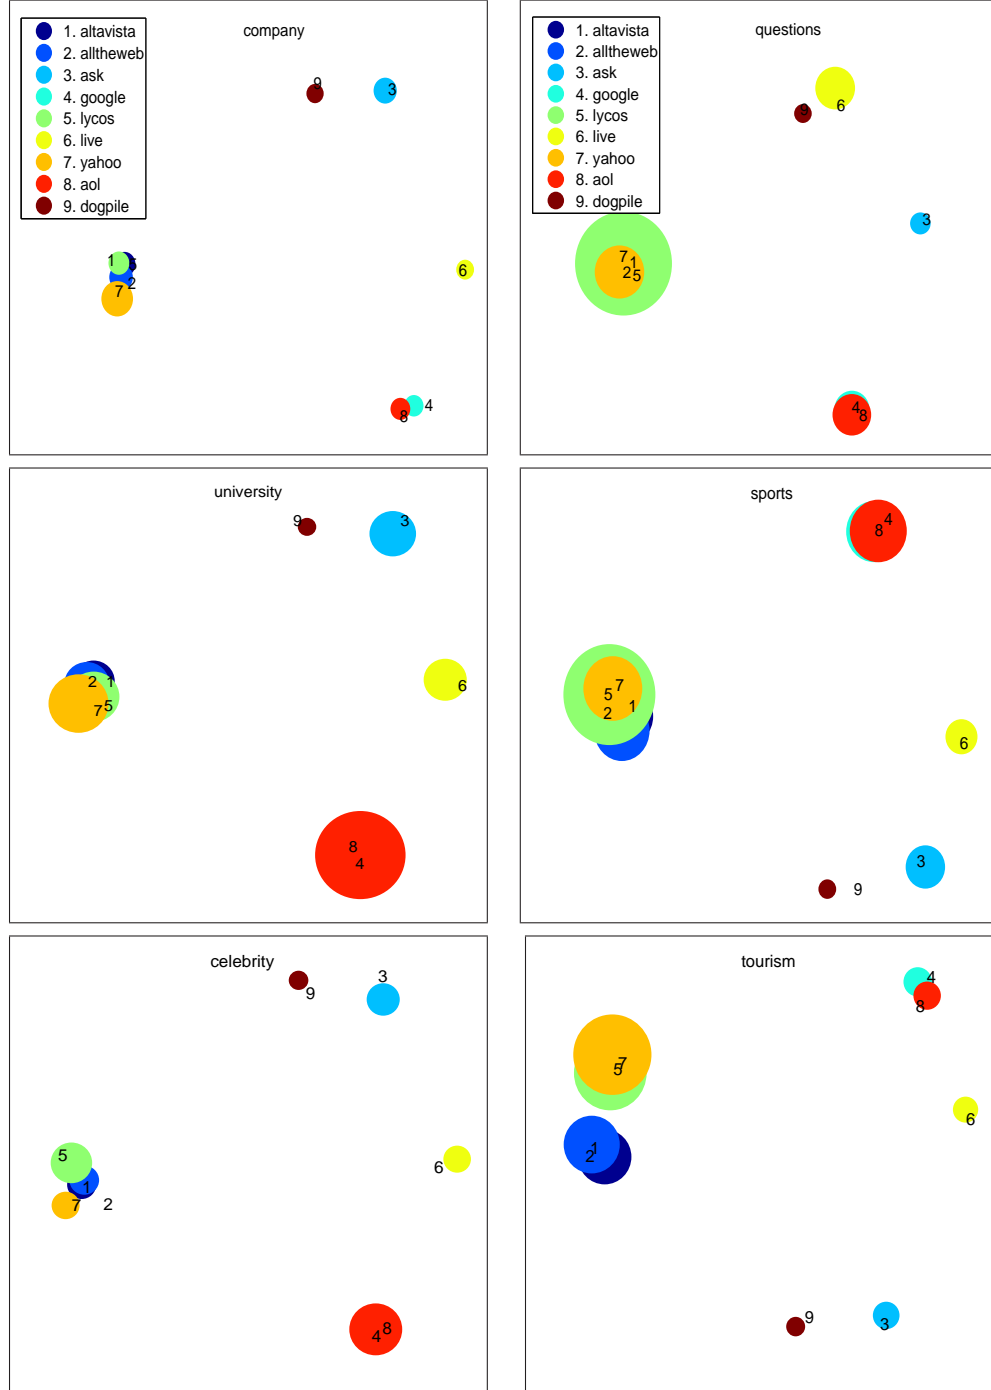 company
1. altavista
2. alltheweb
3. ask
4. google
5. lycos
6. live
7. yahoo
8. aol
9. dogpile
9
3
1
2
7
6
8
4
questions
1. altavista
2. alltheweb
3. ask
4. google
5. lycos
6. live
7. yahoo
8. aol
9. dogpile
6
9
3
7
1
2
5
4
8
university
9
3
2
1
7
5
6
8
4
sports
4
8
7
5
1
2
6
3
9
celebrity
3
9
5
1
7
2
6
4
8
tourism
4
8
7
5
6
1
2
9
3